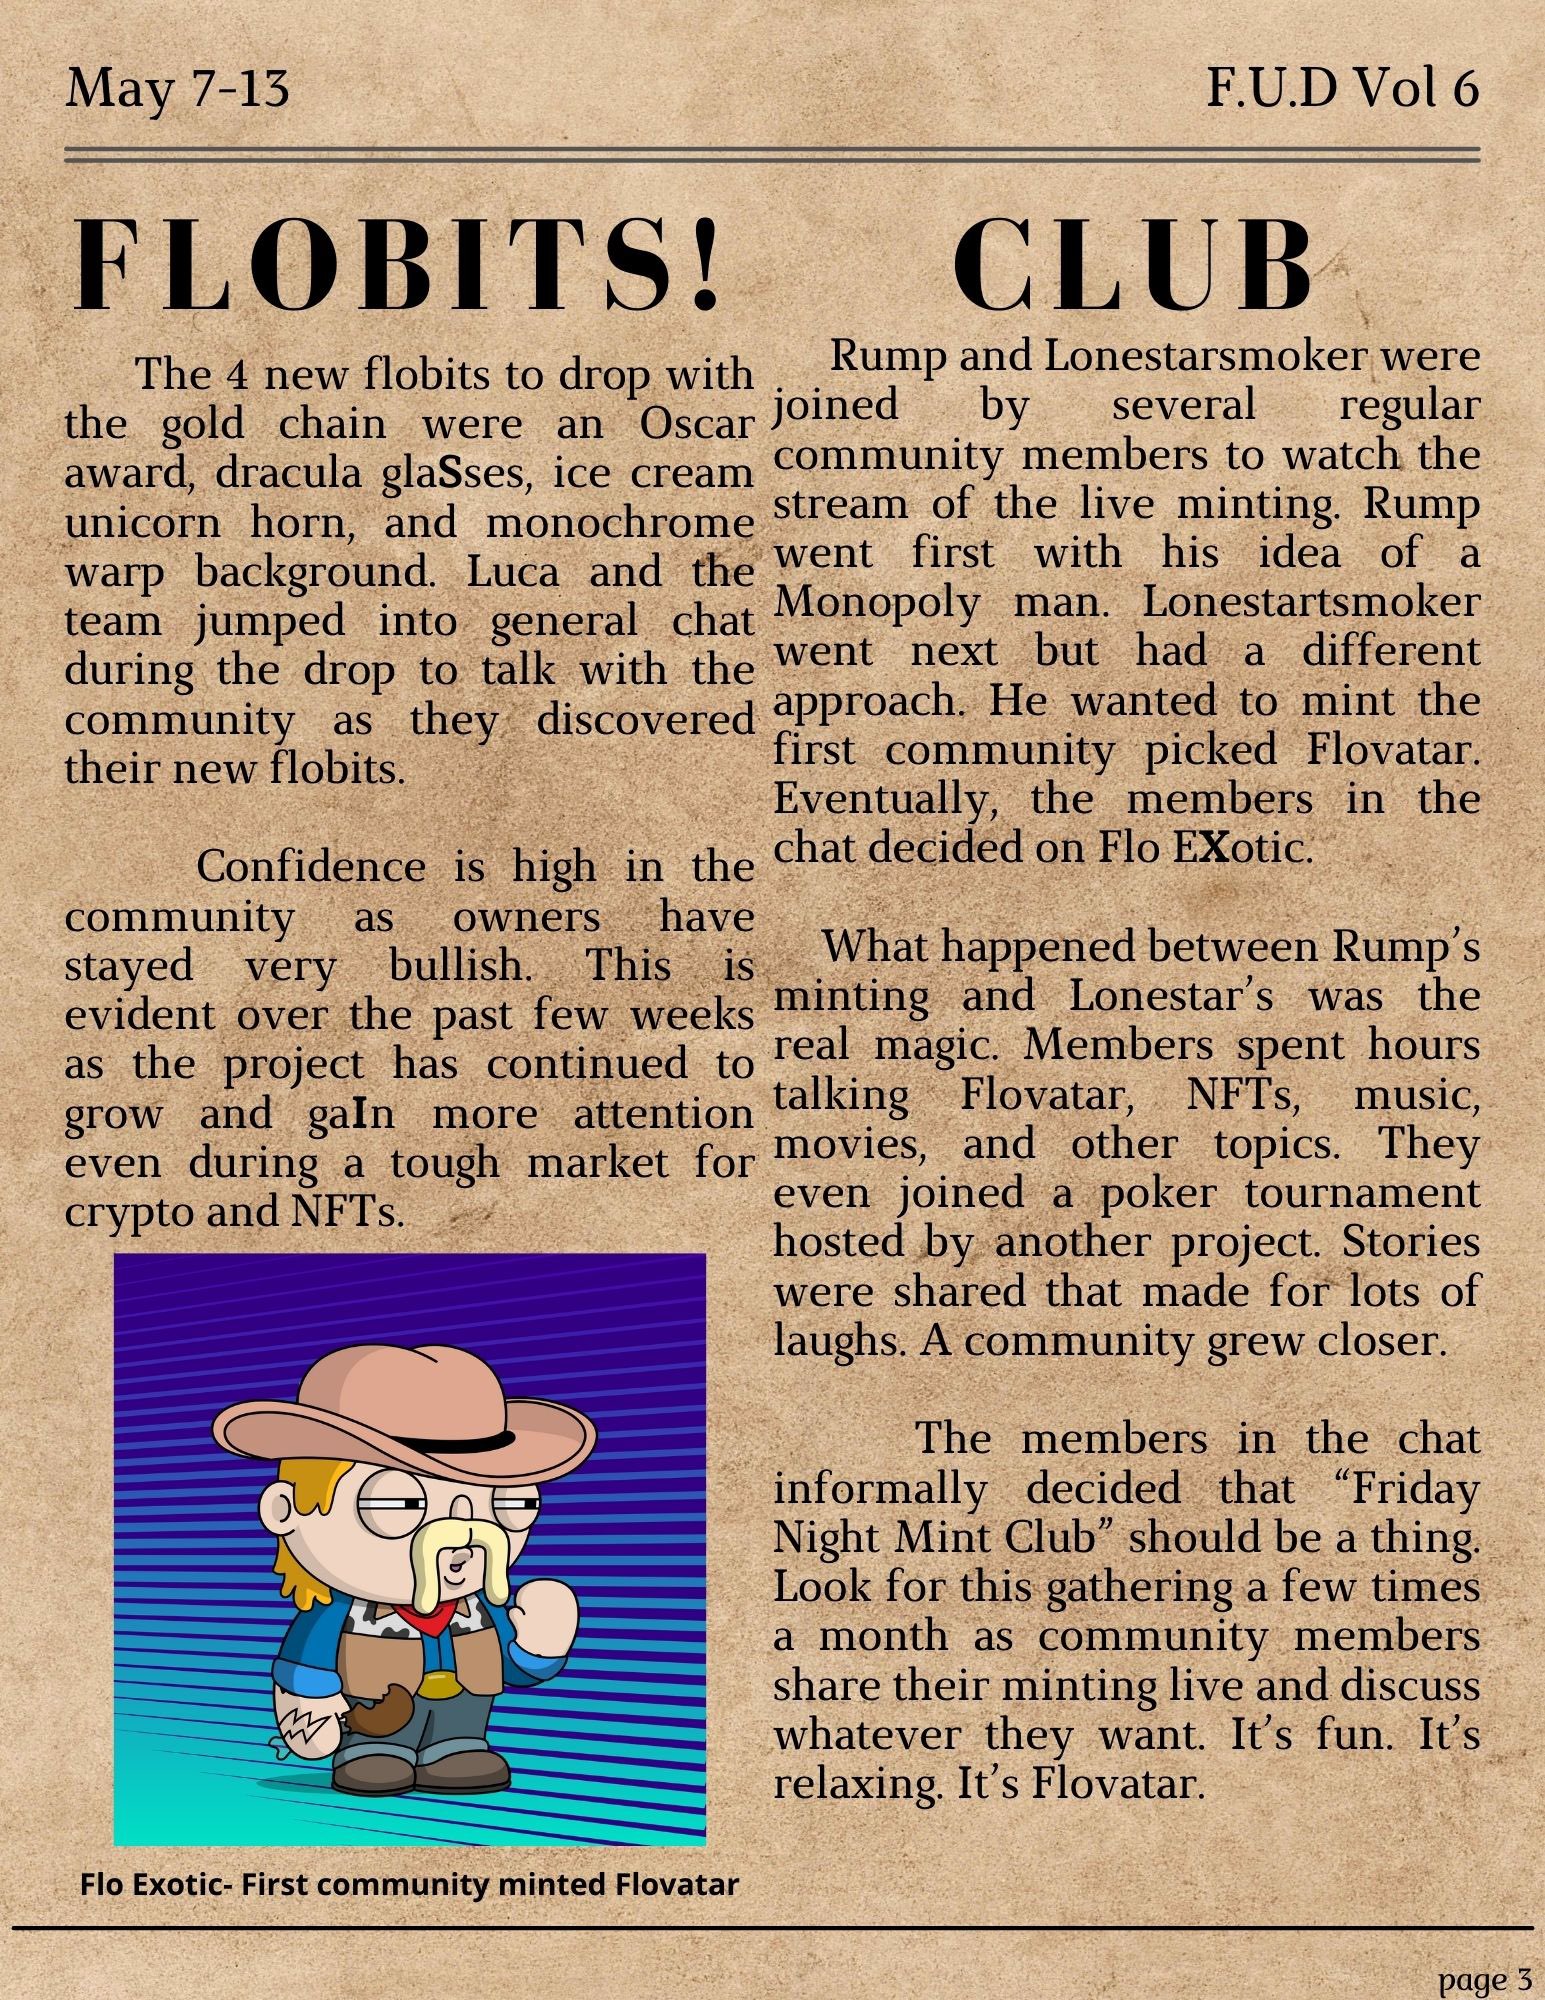 May 7-13
F.U.D Vol 6
FLOBITS!
The 4 new flobits to drop with
the gold chain were an Oscar
award, dracula glaSses, ice cream
unicorn horn, and monochrome
warp background. Luca and the
team jumped into general chat
during the drop to talk with the
community as they discovered
their new flobits.
Confidence is high in the
community as owners have
stayed very bullish. This is
evident over the past few weeks
as the project has continued to
grow and gaIn more attention
even during a tough market for
crypto and NFTs.
Flo Exotic- First community minted Flovatar
CLUB
Rump and Lonestarsmoker were
joined by several regular
community members to watch the
stream of the live minting. Rump
went first with his idea of a
Monopoly man. Lonestartsmoker
went next but had a different
approach. He wanted to mint the
first community picked Flovatar.
Eventually, the members in the
chat decided on Flo EXotic.
What happened between Rump’s
minting and Lonestar’s was the
real magic. Members spent hours
talking Flovatar, NFTs, music,
movies, and other topics. They
even joined a poker tournament
hosted by another project. Stories
were shared that made for lots of
laughs. A community grew closer.
The members in the chat
informally decided that “Friday
Night Mint Club” should be a thing.
Look for this gathering a few times
a month as community members
share their minting live and discuss
whatever they want. It’s fun. It’s
relaxing. It’s Flovatar.
page 3